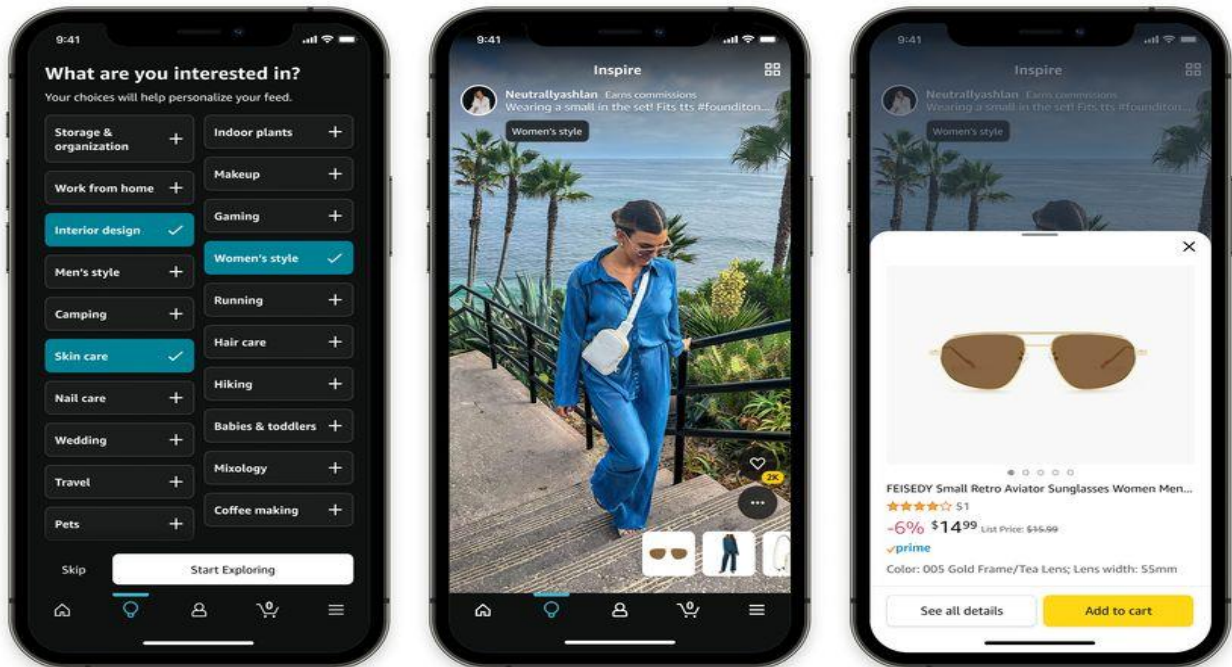 9:41
What are you interested in?
Your choices will help personalize your feed.
Storage &
organization
Work from home
Interior design
Men's style
Camping
Skin care
Nail care
Wedding
Travel
Pets
Indoor plants
Makeup
Gaming
Women's style
Running
Hair care
Hiking
Babies & toddlers
Mixology
Coffee making
Skip
Start Exploring
0
9:41
Inspire
Neutrallyashlan Earns commissions
Wearing a small in the set! Fits tts #founditon...
Women's style
2K
0
9:41
Inspire
Neutrallyashlan Earns commissions
Wearing a small in the set! Fits tts #founditon...
Women's style
FEISEDY Small Retro Aviator Sunglasses Women Men...
51
-6% $1499 List Price: $15.99
prime
Color: 005 Gold Frame/Tea Lens; Lens width: 55mm
See all details
Add to cart